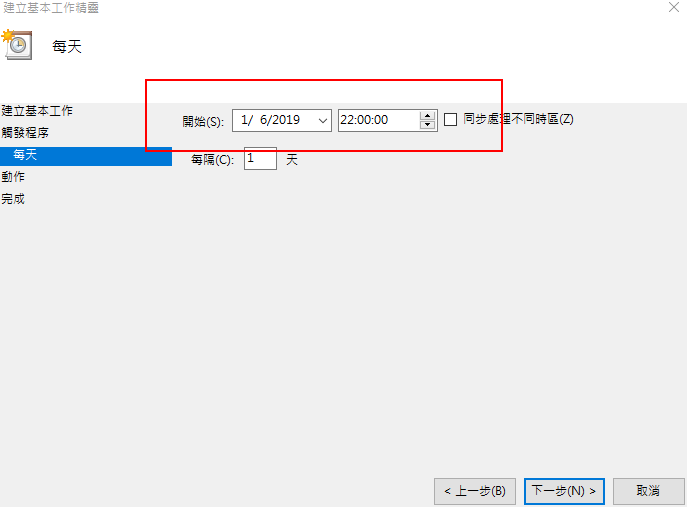 建立基本工作精靈
每天
建立基本工作
觸發程序
每天
動作
完成
開始(S): 1/ 6/2019 22:00:00 同步處理不同時區(Z)
每隔(C): 1 天
< 上一步(B) 下一步(N) > 取消